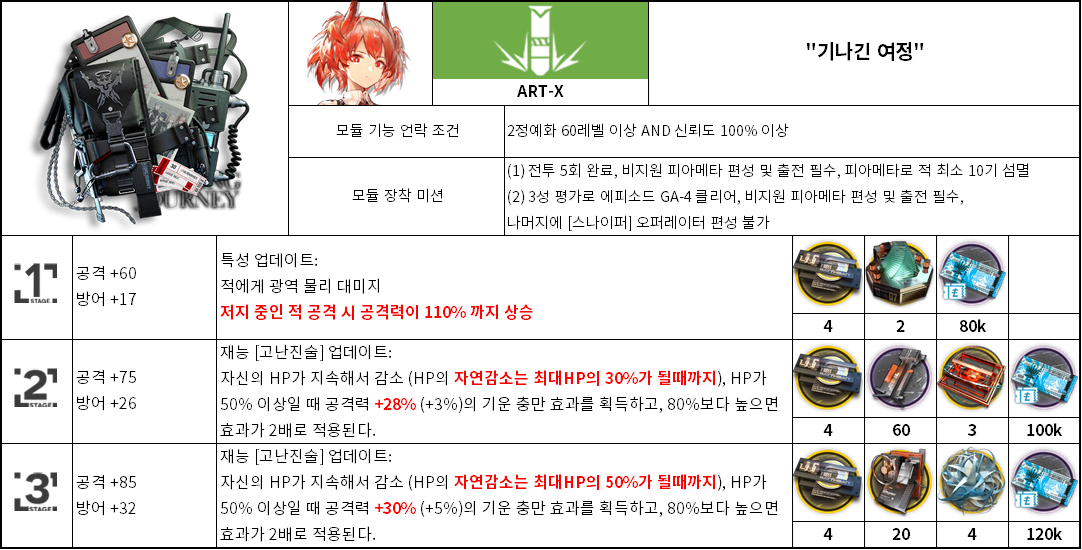 JOURNEY
ART-X
"기나긴 여정"
모듈 기능 언락 조건
2정예화 60레벨 이상 AND 신뢰도 100% 이상
모듈 장착 미션
(1) 전투 5회 완료, 비지원 피아메타 편성 및 출전 필수, 피아메타로 적 최소 10기 섬멸
(2) 3성 평가로 에피소드 GA-4 클리어, 비지원 피아메타 편성 및 출전 필수,
나머지에 [스나이퍼] 오퍼레이터 편성 불가
1
STAGE
공격 +60
방어 +17
특성 업데이트:
적에게 광역 물리 대미지
저지 중인 적 공격 시 공격력이 110% 까지 상승
4
2
80k
2
STAGE
공격 +75
방어 +26
재능 [고난진술] 업데이트:
자신의 HP가 지속해서 감소 (HP의 자연감소는 최대HP의 30%가 될때까지), HP가
50% 이상일 때 공격력 +28% (+3%)의 기운 충만 효과를 획득하고, 80%보다 높으면
효과가 2배로 적용된다.
4
60
3
100k
3
STAGE
공격 +85
방어 +32
재능 [고난진술] 업데이트:
자신의 HP가 지속해서 감소 (HP의 자연감소는 최대HP의 50%가 될때까지), HP가
50% 이상일 때 공격력 +30% (+5%)의 기운 충만 효과를 획득하고, 80%보다 높으면
효과가 2배로 적용된다.
4
20
4
120k